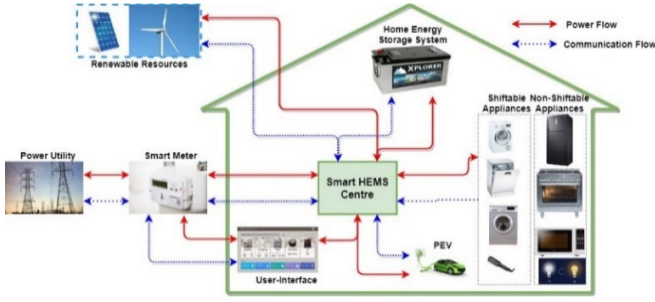 Power Flow
Communication Flow
Renewable Resources
Home Energy
Storage System
XPLORER
Shiftable
Appliances
Non-Shiftable
Appliances
Power Utility
Smart Meter
Smart HEMS
Centre
PEV
User-Interface